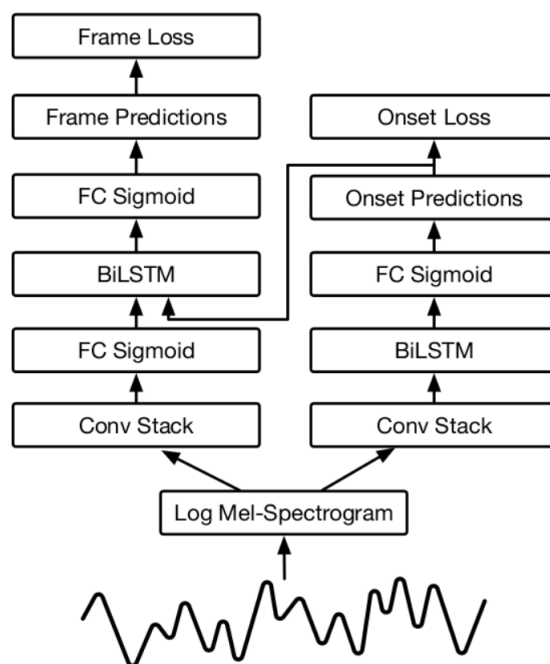 Frame Loss
Frame Predictions
Onset Loss
FC Sigmoid
Onset Predictions
BiLSTM
FC Sigmoid
FC Sigmoid
BiLSTM
Conv Stack
Conv Stack
Log Mel-Spectrogram